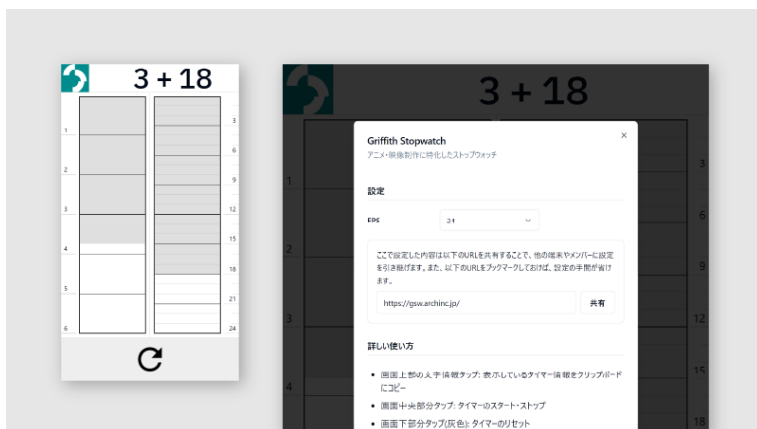 3 + 18
1
2
3
4
5
6
3
6
9
12
15
18
21
24
3 + 18
1
2
3
4
3
6
9
12
15
18
Griffith Stopwatch
×
アニメ・映像制作に特化したストップウォッチ
設定
FPS
24
ここで設定した内容は以下のURLを共有することで、他の端末やメンバーに設定
を引き継げます。また、以下のURLをブックマークしておけば、設定の手間が省け
ます。
https://gsw.archinc.jp/
共有
詳しい使い方
• 画面上部の文字情報タップ: 表示しているタイマー情報をクリップボード
にコピー
• 画面中央部分タップ: タイマーのスタート・ストップ
• 画面下部分タップ(灰色): タイマーのリセット